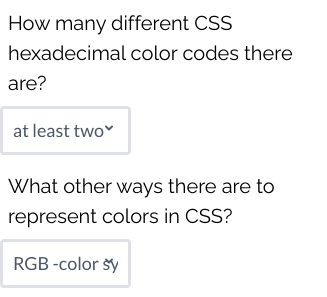 How many different CSS
hexadecimal color codes there
are?
at least two
What other ways there are to
represent colors in CSS?
RGB -color sy